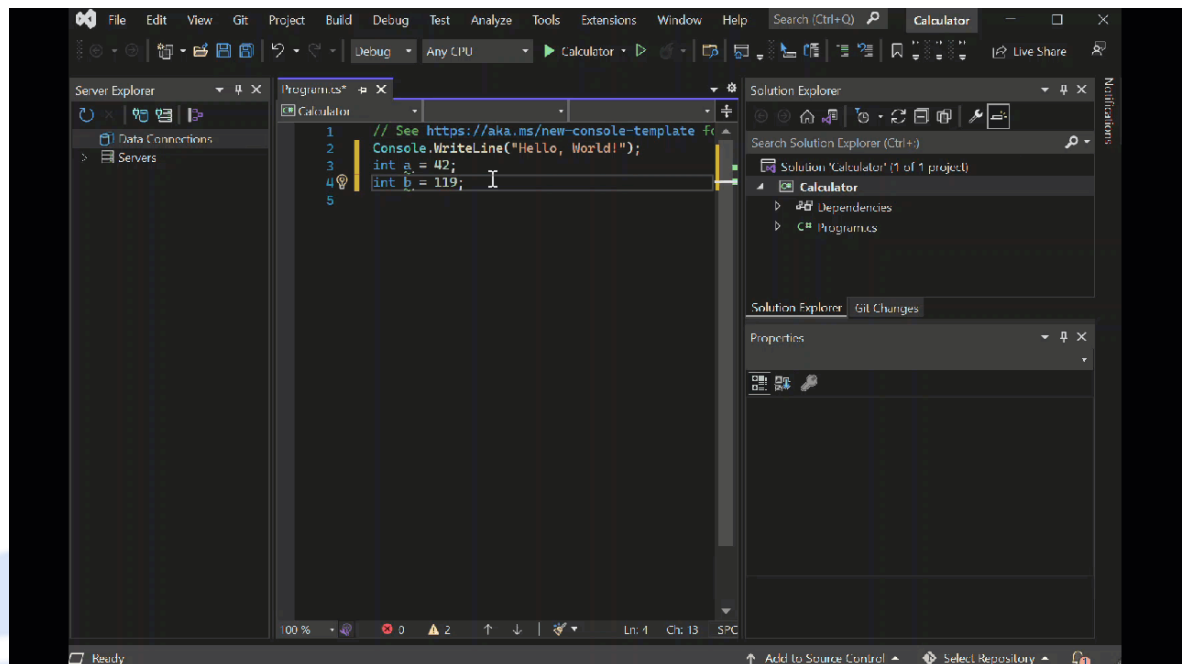 File Edit View Git Project Build Debug Test Analyze Tools Extensions Window Help Search (Ctrl+Q) Calculator
Debug Any CPU Calculator Live Share
Server Explorer
Data Connections
Servers
Program.cs*
Calculator
1 // See https://aka.ms/new-console-template fo
2 Console.WriteLine("Hello, World!");
3 int a = 42;
4 int b = 119;
5
100 % 0 2 Ln: 4 Ch: 13 SPC
Solution Explorer
Search Solution Explorer (Ctrl+;)
Solution 'Calculator' (1 of 1 project)
Calculator
Dependencies
C# Program.cs
Solution Explorer Git Changes
Properties
Notifications
Ready Add to Source Control Select Repository 1